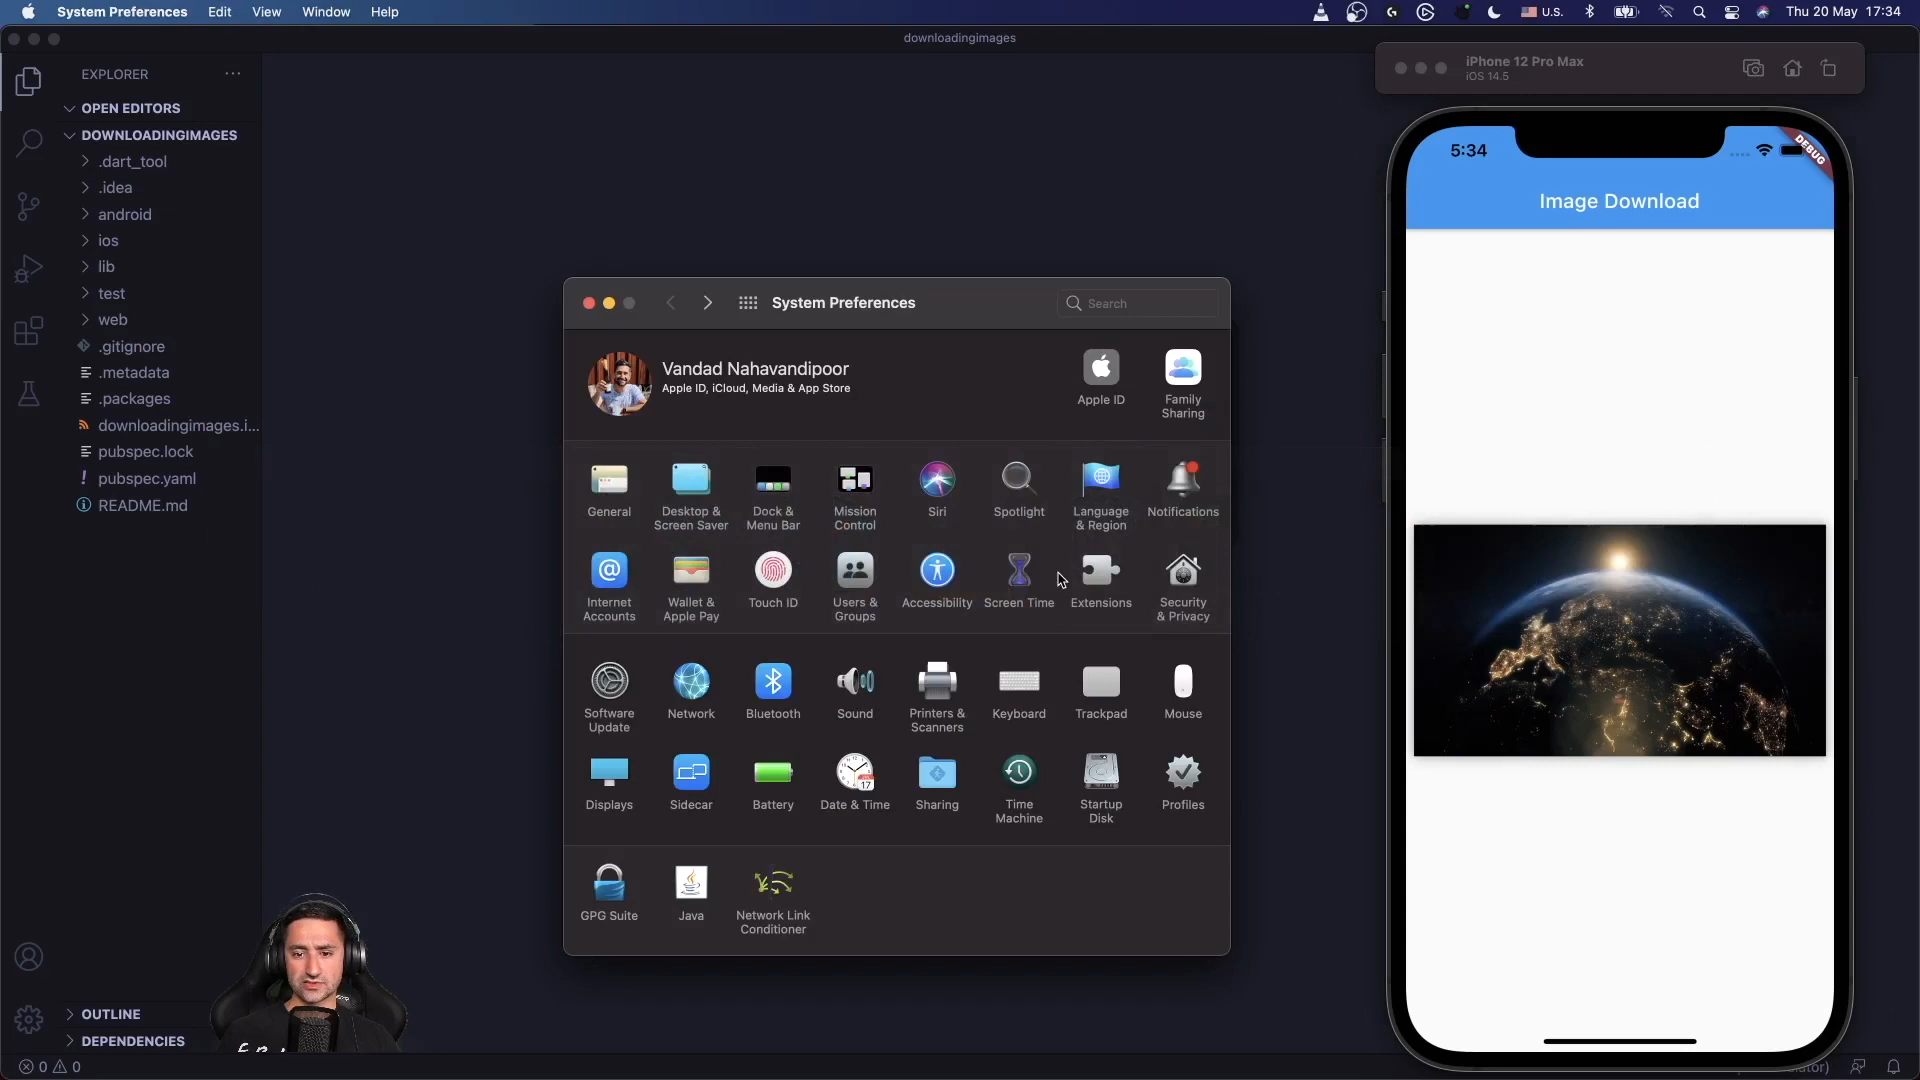 System Preferences Edit View Window Help
U.S. Thu 20 May 17:34
downloadingimages
EXPLORER
OPEN EDITORS
DOWNLOADINGIMAGES
.dart_tool
.idea
android
ios
lib
test
web
.gitignore
.metadata
.packages
downloadingimages.i...
pubspec.lock
pubspec.yaml
README.md
OUTLINE
DEPENDENCIES
0 0
System Preferences
Search
Vandad Nahavandipoor
Apple ID, iCloud, Media & App Store
Apple ID
Family
Sharing
General
Desktop &
Screen Saver
Dock &
Menu Bar
Mission
Control
Siri
Spotlight
Language
& Region
Notifications
Internet
Accounts
Wallet &
Apple Pay
Touch ID
Users &
Groups
Accessibility
Screen Time
Extensions
Security
& Privacy
Software
Update
Network
Bluetooth
Sound
Printers &
Scanners
Keyboard
Trackpad
Mouse
Displays
Sidecar
Battery
Date & Time
17
Sharing
Time
Machine
Startup
Disk
Profiles
GPG Suite
Java
Network Link
Conditioner
iPhone 12 Pro Max
iOS 14.5
5:34
DEBUG
Image Download